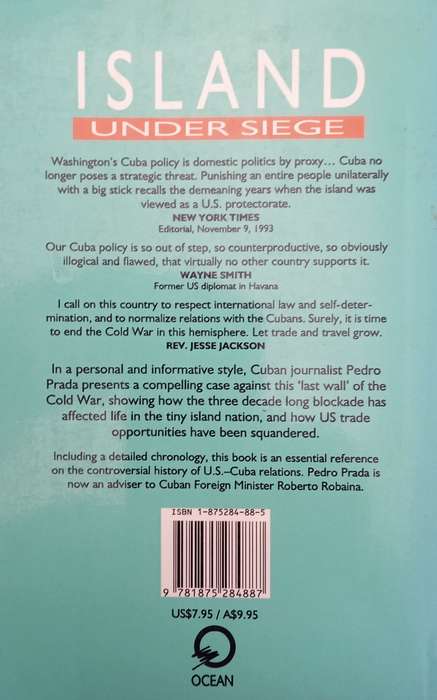 ISLAND
UNDER SIEGE
Washington's Cuba policy is domestic politics by proxy... Cuba no
longer poses a strategic threat. Punishing an entire people unilaterally
with a big stick recalls the demeaning years when the island was
viewed as a U.S. protectorate.
NEW YORK TIMES
Editorial, November 9, 1993
Our Cuba policy is so out of step, so counterproductive, so obviously
illogical and flawed, that virtually no other country supports it.
WAYNE SMITH
Former US diplomat in Havana
I call on this country to respect international law and self-deter-
mination, and to normalize relations with the Cubans. Surely, it is time
to end the Cold War in this hemisphere. Let trade and travel grow.
REV. JESSE JACKSON
In a personal and informative style, Cuban journalist Pedro
Prada presents a compelling case against this 'last wall' of the
Cold War, showing how the three decade long blockade has
affected life in the tiny island nation, and how US trade
opportunities have been squandered.
Including a detailed chronology, this book is an essential reference
on the controversial history of U.S.–Cuba relations. Pedro Prada is
now an adviser to Cuban Foreign Minister Roberto Robaina.
ISBN 1-875284-88-5
9 781875 284887
US$7.95 / A$9.95
OCEAN